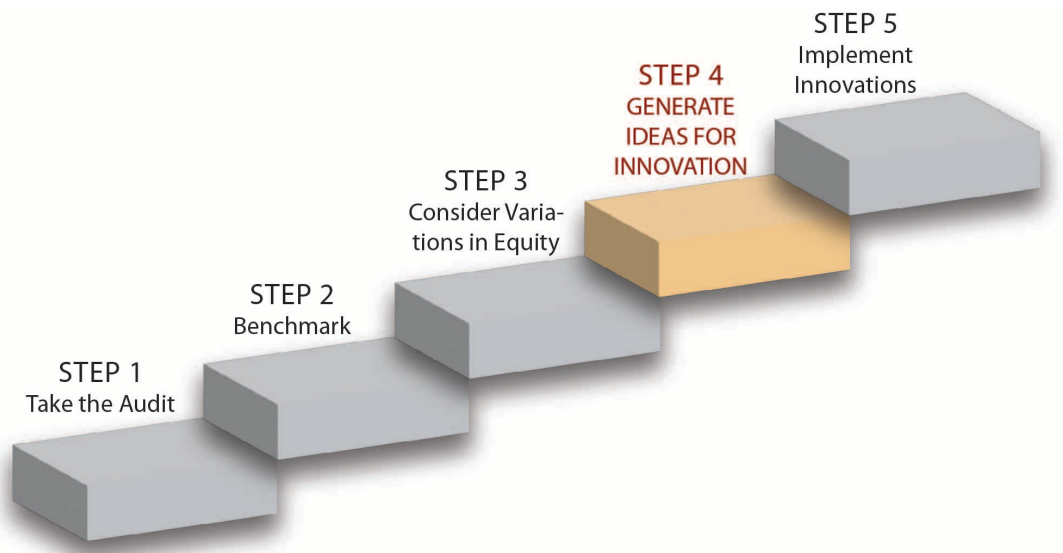 STEP 1
Take the Audit
STEP 2
Benchmark
STEP 3
Consider Varia-
tions in Equity
STEP 4
GENERATE
IDEAS FOR
INNOVATION
STEP 5
Implement
Innovations